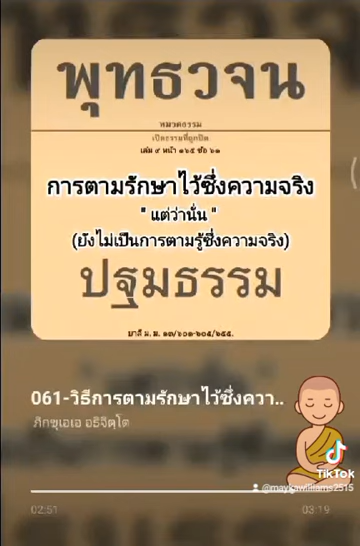 พุทธวจน
หมวดธรรม
เปิดธรรมที่ถูกปิด
เล่ม ๙ หน้า ๑๖๕ ข้อ ๖๑
การตามรักษาไว้ซึ่งความจริง
" แต่ว่านั่น "
(ยังไม่เป็นการตามรู้ซึ่งความจริง)
ปฐมธรรม
บาลี ม. ม. ๑๓/๖๐๑-๖๐๕/๖๕๕.
061-วิธีการตามรักษาไว้ซึ่งควา..
ภิกขุเอเอ อธิจิตฺโต
TikTok
02:51
03:19